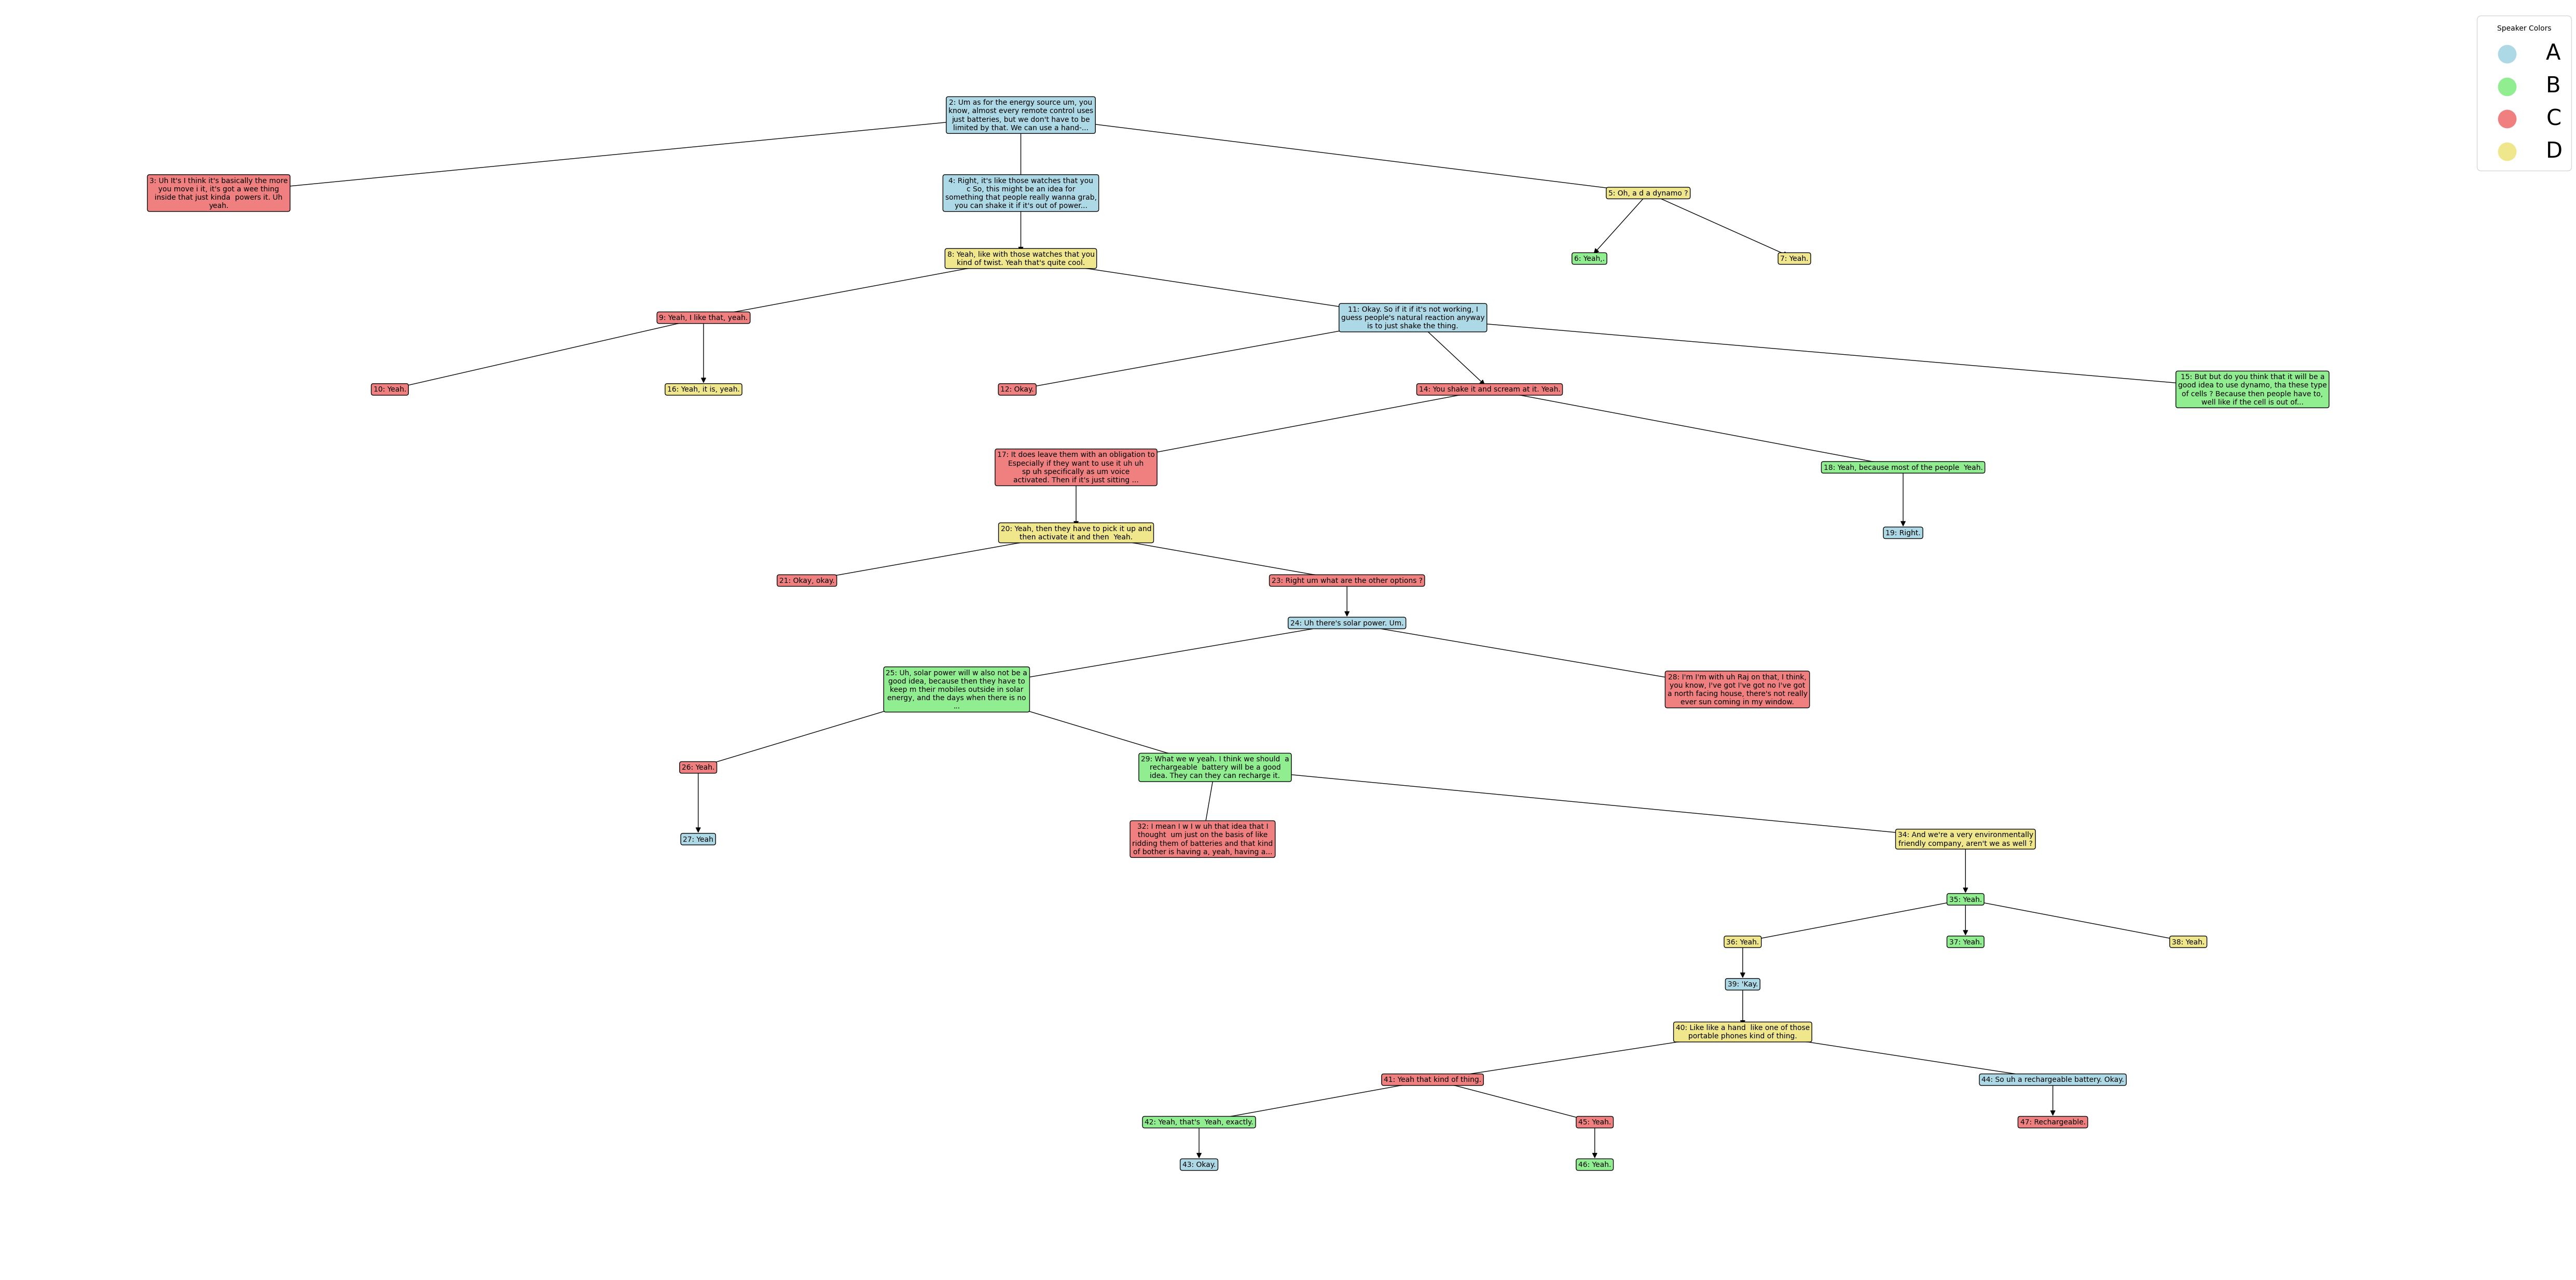 Speaker Colors
A
B
C
D
2: Um as for the energy source um, you
know, almost every remote control uses
just batteries, but we don't have to be
limited by that. We can use a hand-...
3: Uh It's I think it's basically the more
you move i it, it's got a wee thing
inside that just kinda  powers it. Uh
yeah.
4: Right, it's like those watches that you
c So, this might be an idea for
something that people really wanna grab,
you can shake it if it's out of power...
5: Oh, a d a dynamo ?
8: Yeah, like with those watches that you
kind of twist. Yeah that's quite cool.
6: Yeah,.
7: Yeah.
9: Yeah, I like that, yeah.
11: Okay. So if it if it's not working, I
guess people's natural reaction anyway
is to just shake the thing.
10: Yeah.
16: Yeah, it is, yeah.
12: Okay.
14: You shake it and scream at it. Yeah.
15: But but do you think that it will be a
good idea to use dynamo, tha these type
of cells ? Because then people have to,
well like if the cell is out of...
17: It does leave them with an obligation to
Especially if they want to use it uh uh
sp uh specifically as um voice
activated. Then if it's just sitting ...
18: Yeah, because most of the people  Yeah.
20: Yeah, then they have to pick it up and
then activate it and then  Yeah.
19: Right.
21: Okay, okay.
23: Right um what are the other options ?
24: Uh there's solar power. Um.
25: Uh, solar power will w also not be a
good idea, because then they have to
keep m their mobiles outside in solar
energy, and the days when there is no
...
28: I'm I'm with uh Raj on that, I think,
you know, I've got I've got no I've got
a north facing house, there's not really
ever sun coming in my window.
26: Yeah.
29: What we w yeah. I think we should  a
rechargeable  battery will be a good
idea. They can they can recharge it.
27: Yeah
32: I mean I w I w uh that idea that I
thought  um just on the basis of like
ridding them of batteries and that kind
of bother is having a, yeah, having a...
34: And we're a very environmentally
friendly company, aren't we as well ?
35: Yeah.
36: Yeah.
37: Yeah.
38: Yeah.
39: 'Kay.
40: Like like a hand  like one of those
portable phones kind of thing.
41: Yeah that kind of thing.
44: So uh a rechargeable battery. Okay.
42: Yeah, that's  Yeah, exactly.
45: Yeah.
47: Rechargeable.
43: Okay.
46: Yeah.